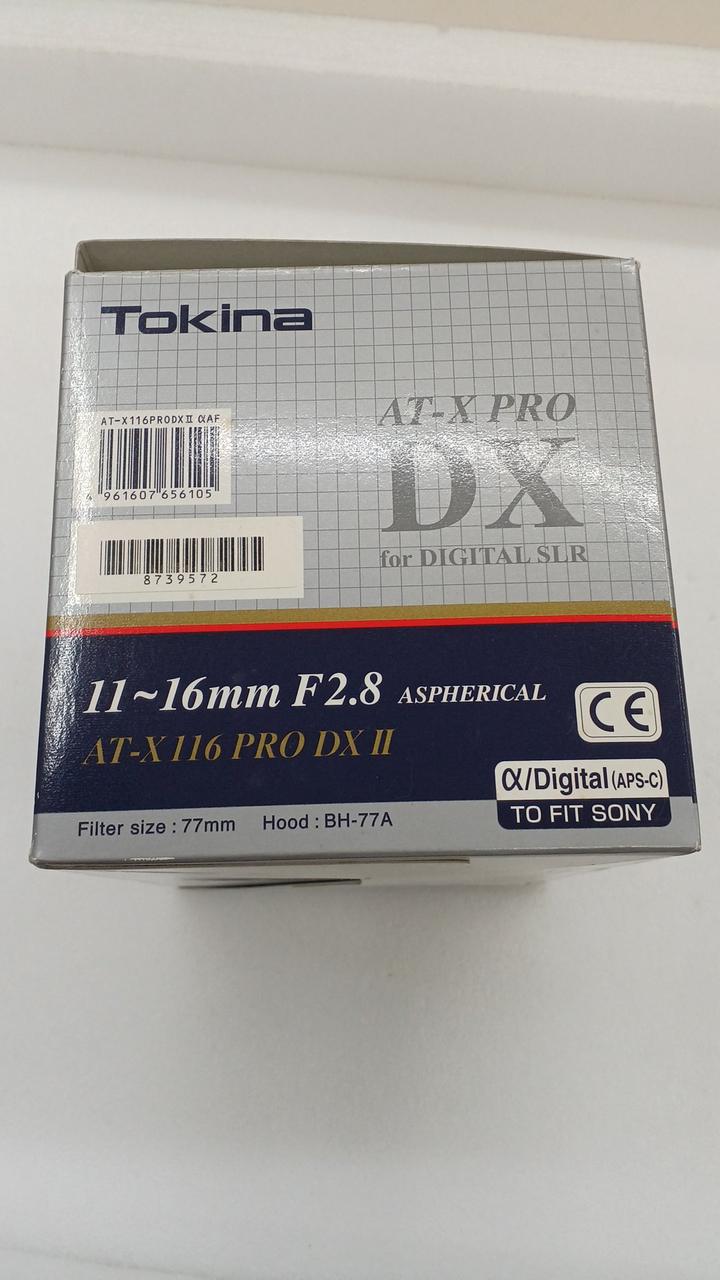 Tokina
AT-X116PRODXⅡ αAF
4 961607 656105
8739572
AT-X PRO
DX
for DIGITAL SLR
11~16mm F2.8 ASPHERICAL
AT-X116 PRO DX Ⅱ
CE
α/Digital (APS-C)
TO FIT SONY
Filter size : 77mm Hood : BH-77A